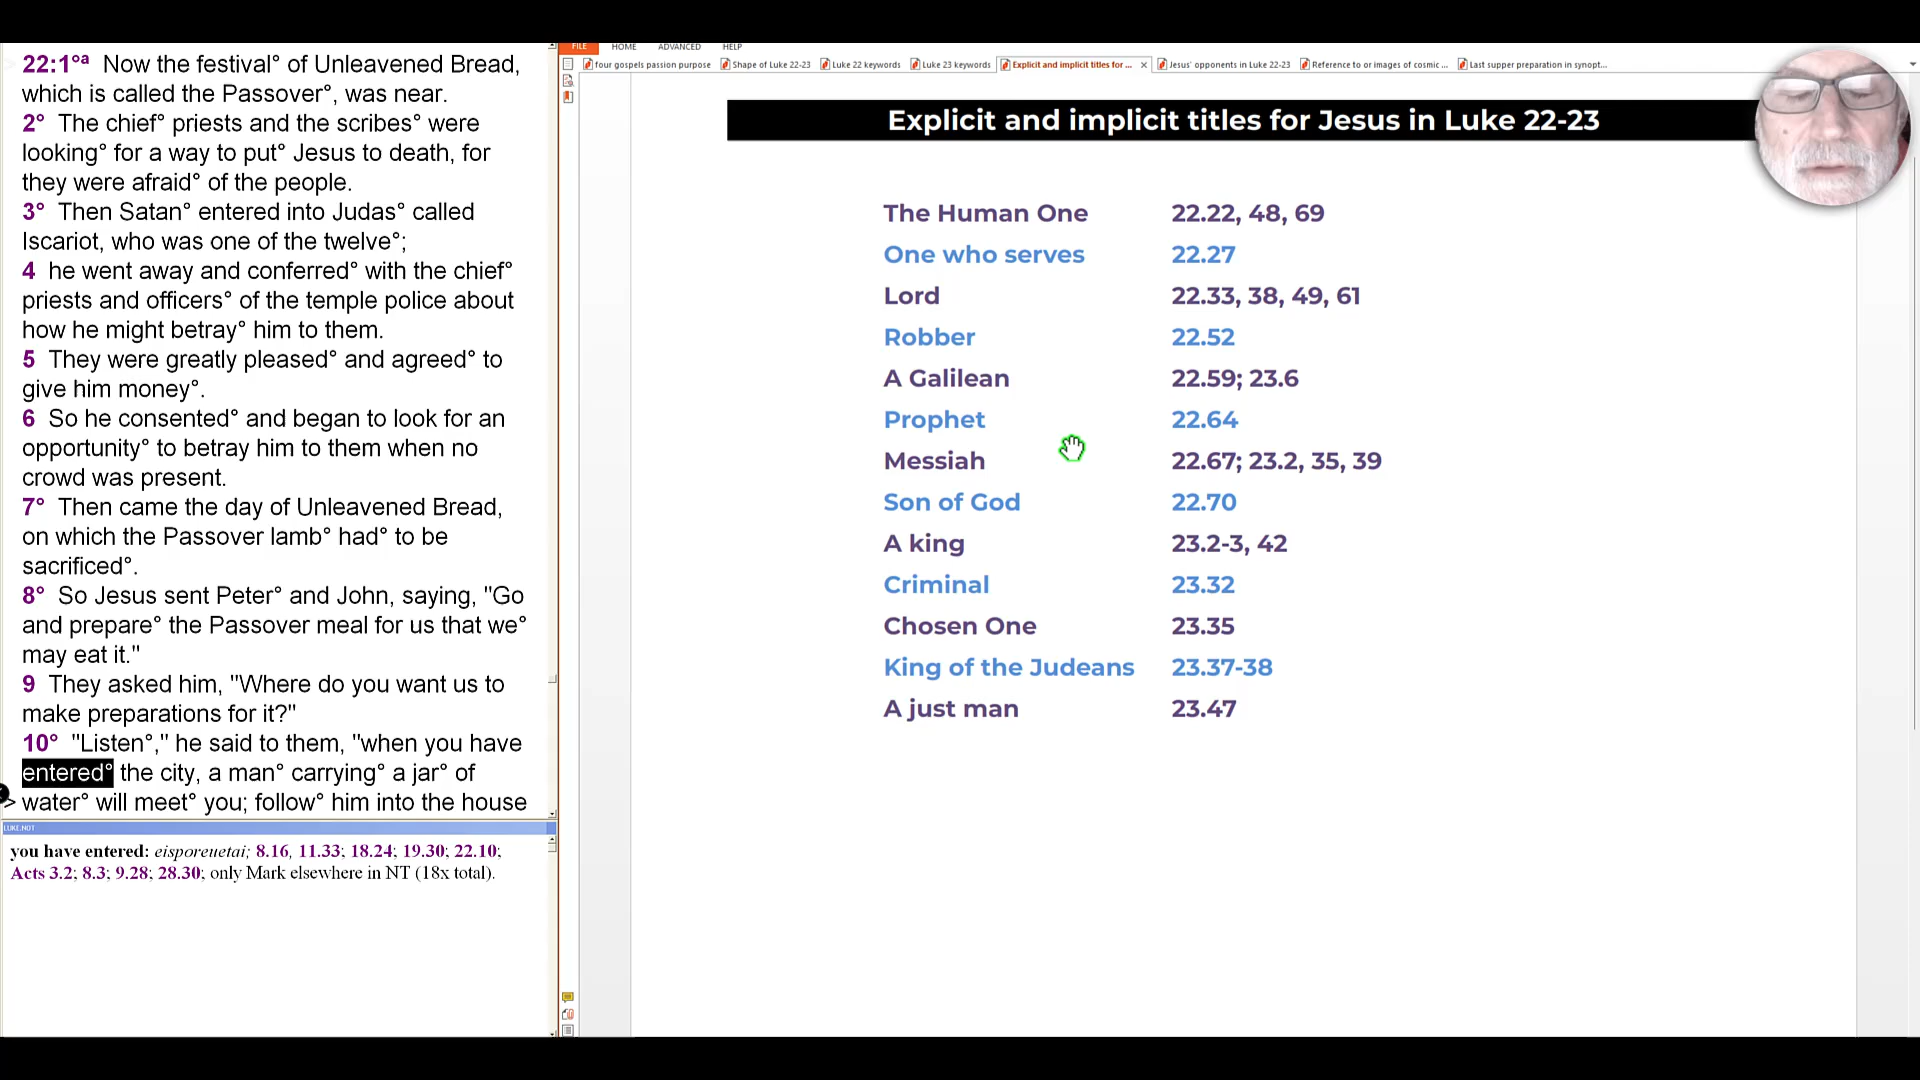 22:1°ª Now the festival° of Unleavened Bread,
which is called the Passover°, was near.
2° The chief° priests and the scribes° were
looking° for a way to put° Jesus to death, for
they were afraid° of the people.
3° Then Satan° entered into Judas° called
Iscariot, who was one of the twelve°;
4 he went away and conferred° with the chief°
priests and officers° of the temple police about
how he might betray° him to them.
5 They were greatly pleased° and agreed° to
give him money°.
6 So he consented° and began to look for an
opportunity° to betray him to them when no
crowd was present.
7° Then came the day of Unleavened Bread,
on which the Passover lamb° had° to be
sacrificed°.
8° So Jesus sent Peter° and John, saying, "Go
and prepare° the Passover meal for us that we°
may eat it."
9 They asked him, "Where do you want us to
make preparations for it?"
10° "Listen°," he said to them, "when you have
entered° the city, a man° carrying° a jar° of
water° will meet° you; follow° him into the house
LUKE.NOT
you have entered: eisporeuetai; 8.16, 11.33; 18.24; 19.30; 22.10;
Acts 3.2; 8.3; 9.28; 28.30; only Mark elsewhere in NT (18x total).
FILE HOME ADVANCED HELP
four gospels passion purpose Shape of Luke 22-23 Luke 22 keywords Luke 23 keywords Explicit and implicit titles for ... Jesus' opponents in Luke 22-23 Reference to or images of cosmic ... Last supper preparation in synopt...
Explicit and implicit titles for Jesus in Luke 22-23
The Human One 22.22, 48, 69
One who serves 22.27
Lord 22.33, 38, 49, 61
Robber 22.52
A Galilean 22.59; 23.6
Prophet 22.64
Messiah 22.67; 23.2, 35, 39
Son of God 22.70
A king 23.2-3, 42
Criminal 23.32
Chosen One 23.35
King of the Judeans 23.37-38
A just man 23.47